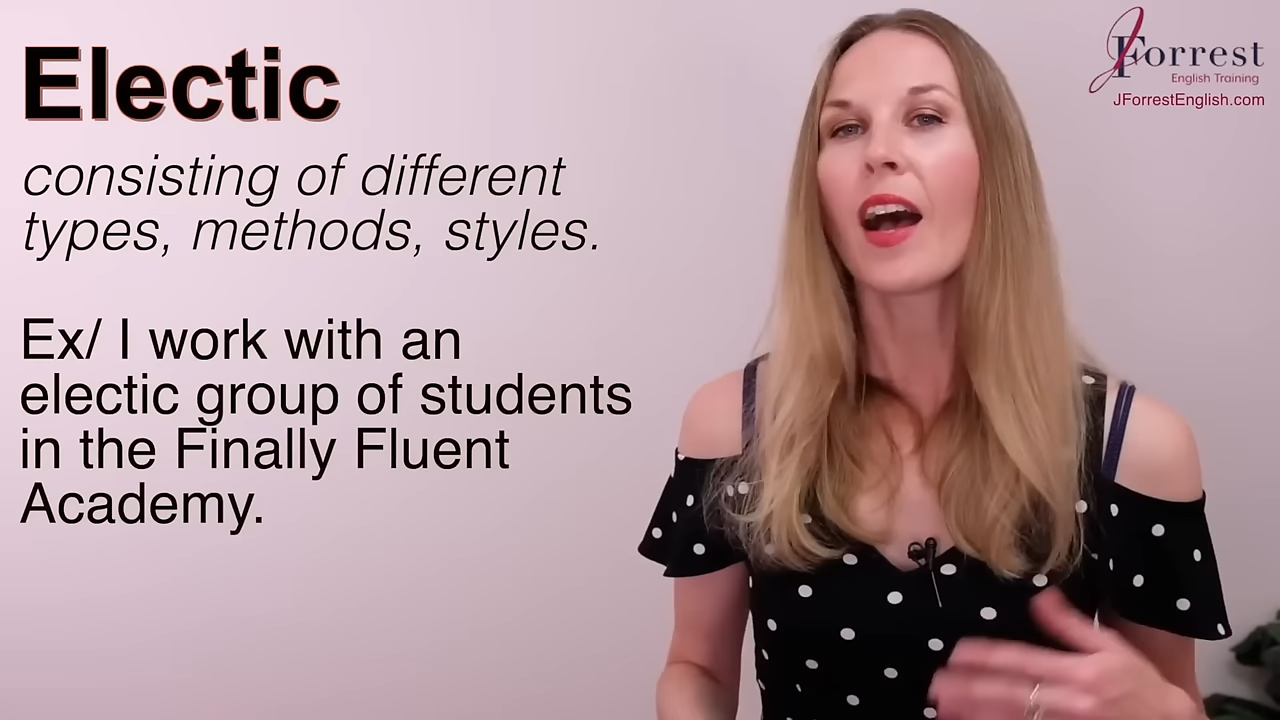 Electic
consisting of different
types, methods, styles.
Ex/ I work with an
electic group of students
in the Finally Fluent
Academy.
JForrest
English Training
JForrestEnglish.com